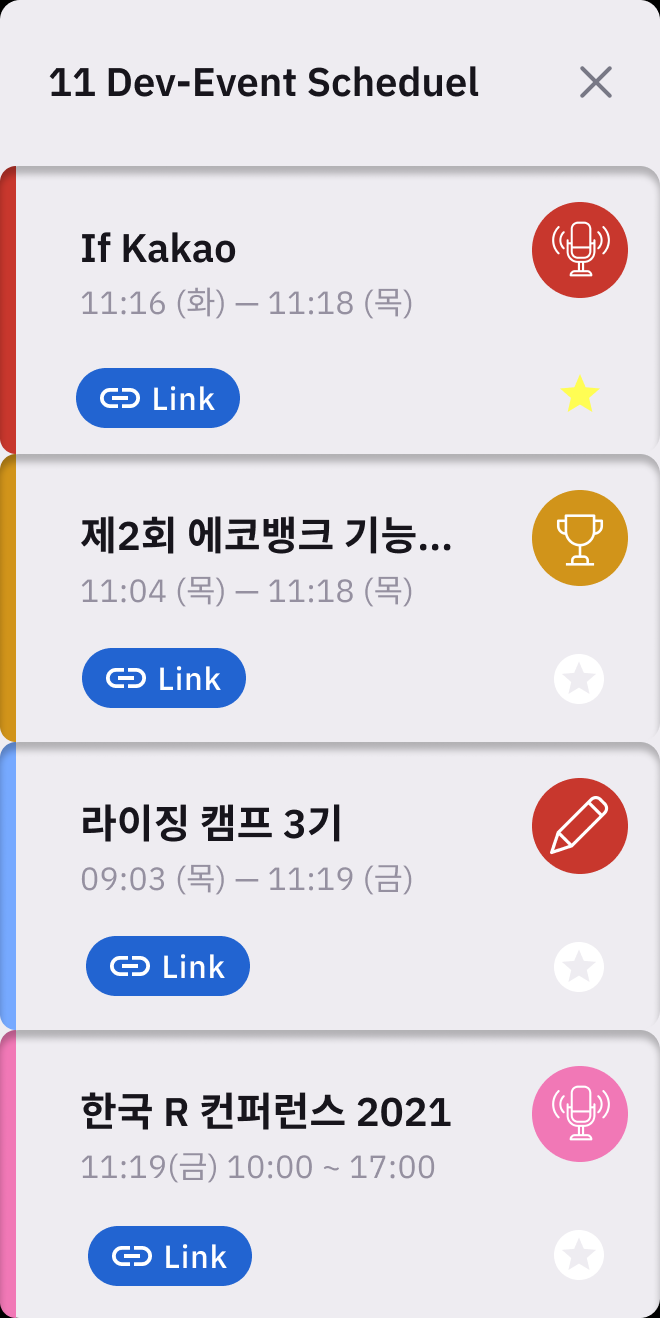 11 Dev-Event Scheduel
If Kakao
11:16 (화) — 11:18 (목)
Link
제2회 에코뱅크 기능...
11:04 (목) — 11:18 (목)
Link
라이징 캠프 3기
09:03 (목) — 11:19 (금)
Link
한국 R 컨퍼런스 2021
11:19(금) 10:00 ~ 17:00
Link